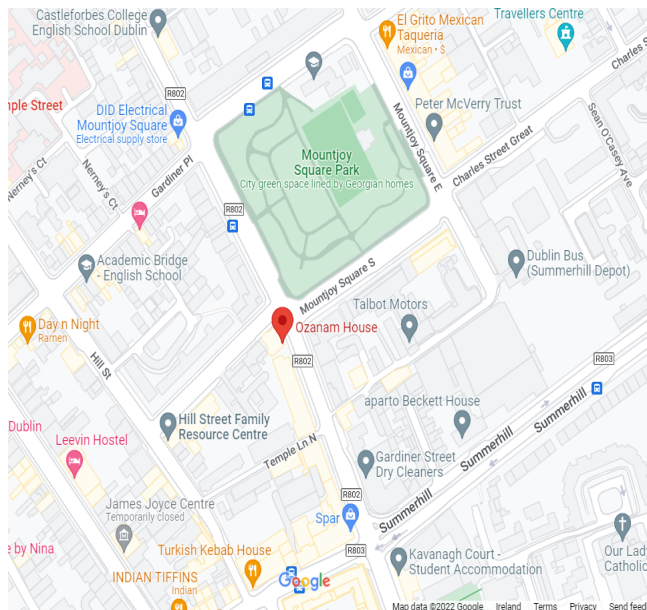 Castleforbes College
English School Dublin
El Grito Mexican
Taqueria
Mexican • $
Travellers Centre
Charles St
R802
mple Street
DID Electrical
Mountjoy Square
Electrical supply store
Peter McVerry Trust
Sean O'Casey Ave
Nerney's Ct
Nerney's Ct
Gardiner Pl
Mountjoy
Square Park
City green space lined by Georgian homes
Mountjoy Square E
Charles Street Great
R802
Academic Bridge
- English School
Dublin Bus
(Summerhill Depot)
Mountjoy Square S
Talbot Motors
Ozanam House
Day n Night
Ramen
Hill St
R802
R803
aparto Beckett House
Summerhill
Summerhill
Hill Street Family
Resource Centre
Dublin
Leevin Hostel
Temple Ln N
Gardiner Street
Dry Cleaners
R802
James Joyce Centre
Temporarily closed
Spar
Summerhill
e by Nina
Turkish Kebab House
R803
Kavanagh Court -
Student Accommodation
Our Lady
Catholic
INDIAN TIFFINS
Indian
Google
Map data ©2022 Google Ireland Terms Privacy Send feed